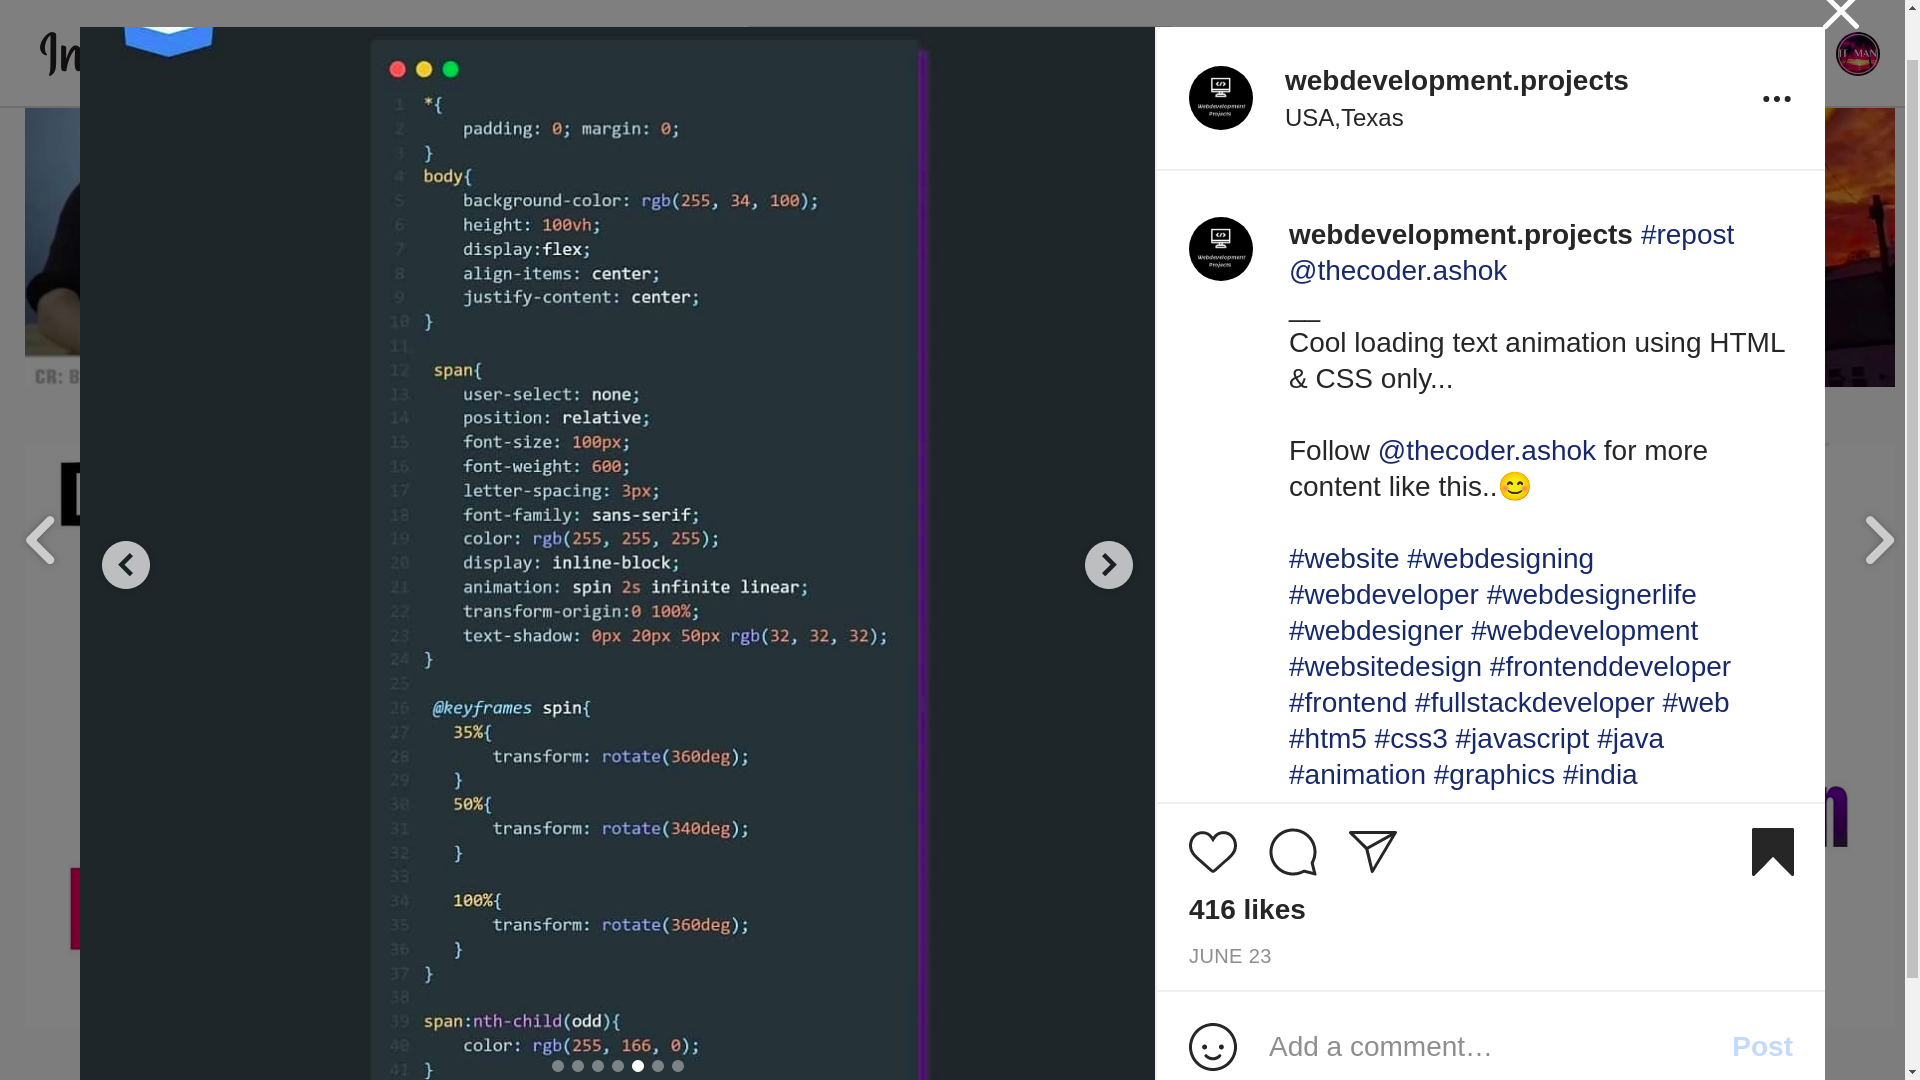 In
IT MAN
CR: B
1 *{
2 padding: 0; margin: 0;
3 }
4 body{
5 background-color: rgb(255, 34, 100);
6 height: 100vh;
7 display:flex;
8 align-items: center;
9 justify-content: center;
10 }
11
12 span{
13 user-select: none;
14 position: relative;
15 font-size: 100px;
16 font-weight: 600;
17 letter-spacing: 3px;
18 font-family: sans-serif;
19 color: rgb(255, 255, 255);
20 display: inline-block;
21 animation: spin 2s infinite linear;
22 transform-origin:0 100%;
23 text-shadow: 0px 20px 50px rgb(32, 32, 32);
24 }
25
26 @keyframes spin{
27 35%{
28 transform: rotate(360deg);
29 }
30 50%{
31 transform: rotate(340deg);
32 }
33
34 100%{
35 transform: rotate(360deg);
36 }
37 }
38
39 span:nth-child(odd){
40 color: rgb(255, 166, 0);
41 }
webdevelopment.projects
USA,Texas
Webdevelopment
Projects
webdevelopment.projects #repost
@thecoder.ashok
__
Cool loading text animation using HTML
& CSS only...
Follow @thecoder.ashok for more
content like this..😊
#website #webdesigning
#webdeveloper #webdesignerlife
#webdesigner #webdevelopment
#websitedesign #frontenddeveloper
#frontend #fullstackdeveloper #web
#htm5 #css3 #javascript #java
#animation #graphics #india
Webdevelopment
Projects
416 likes
JUNE 23
Add a comment…
Post